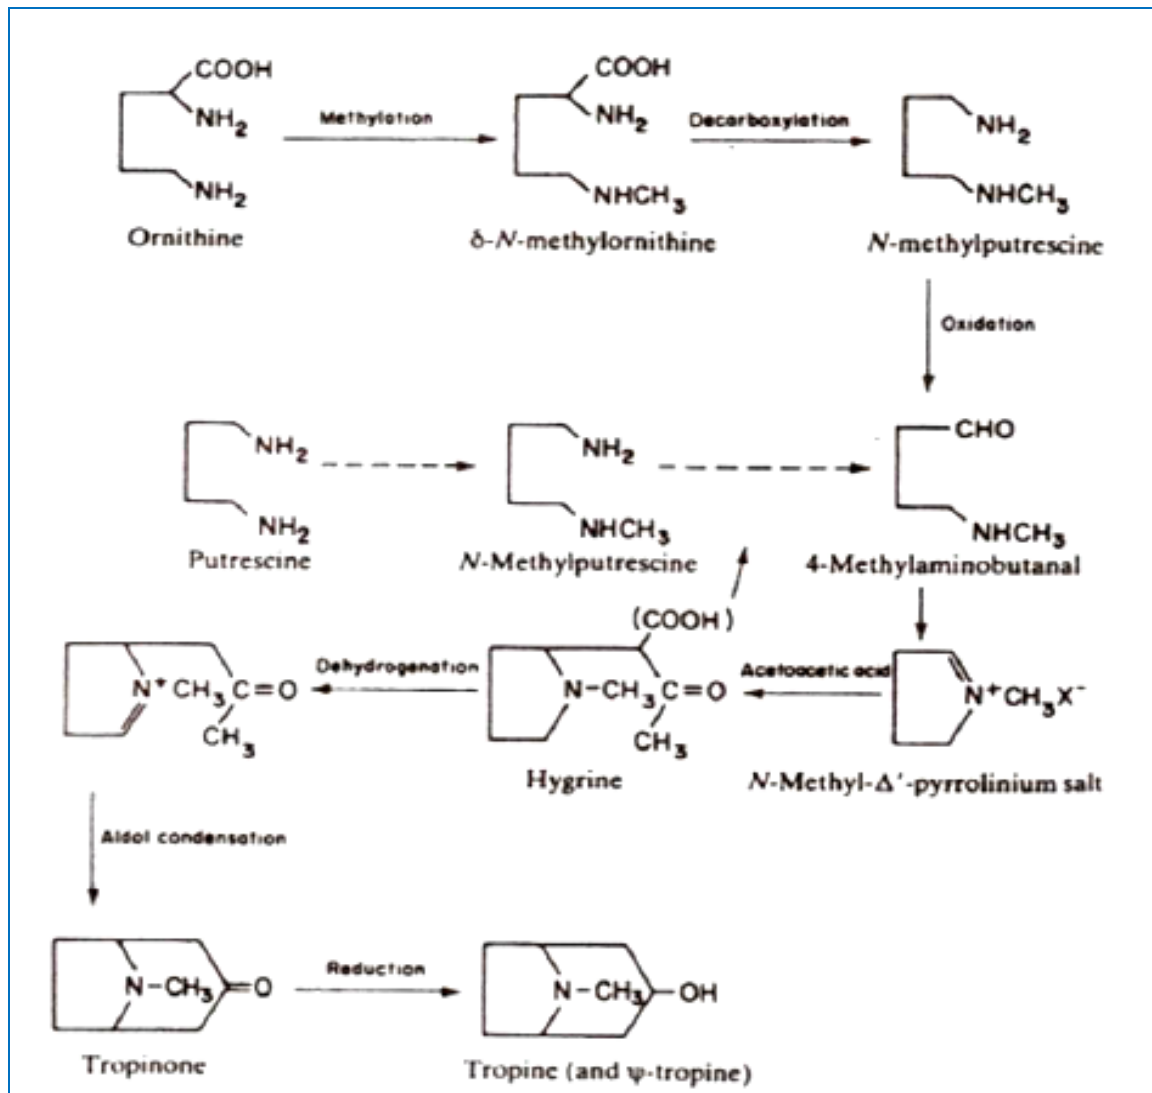 COOH
NH2
NH2
Ornithine
Methylation
COOH
NH2
NHCH3
δ-N-methylornithine
Decarboxylation
NH2
NHCH3
N-methylputrescine
Oxidation
NH2
NH2
Putrescine
NH2
NHCH3
N-Methylputrescine
CHO
NHCH3
4-Methylaminobutanal
N+ CH3 C=O
CH3
Dehydrogenation
(COOH)
N-CH3 C=O
CH3
Hygrine
Acetoacetic acid
N+CH3X-
N-Methyl-Δ'-pyrrolinium salt
Aldol condensation
N-CH3 =O
Tropinone
Reduction
N-CH3 -OH
Tropine (and ψ-tropine)